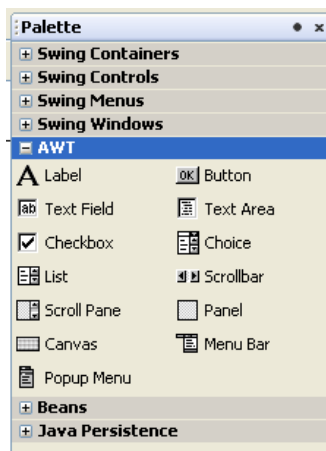 Palette
Swing Containers
Swing Controls
Swing Menus
Swing Windows
AWT
A Label OK Button
ab Text Field Text Area
Checkbox Choice
List Scrollbar
Scroll Pane Panel
Canvas Menu Bar
Popup Menu
Beans
Java Persistence